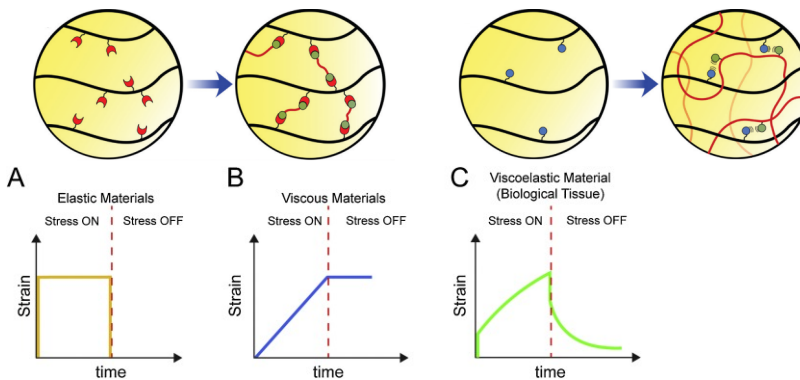 A
Elastic Materials
Stress ON
Stress OFF
Strain
time
B
Viscous Materials
Stress ON
Stress OFF
Strain
time
C
Viscoelastic Material
(Biological Tissue)
Stress ON
Stress OFF
Strain
time